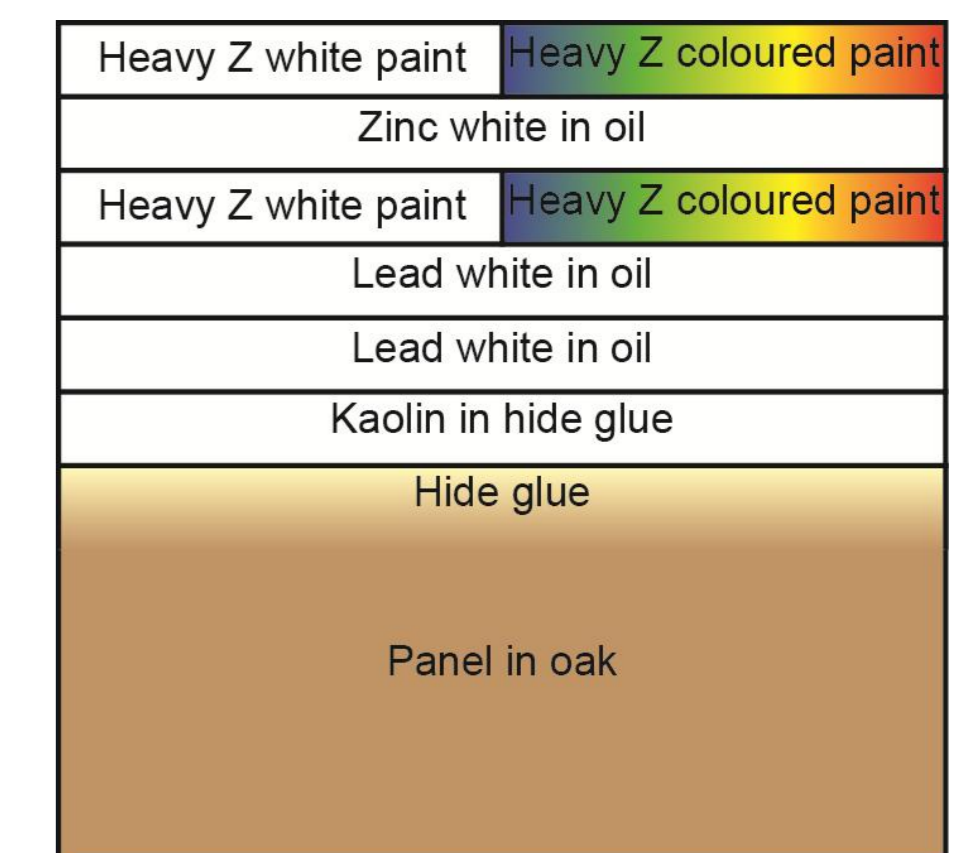 Heavy Z white paint Heavy Z coloured paint
Zinc white in oil
Heavy Z white paint Heavy Z coloured paint
Lead white in oil
Lead white in oil
Kaolin in hide glue
Hide glue
Panel in oak